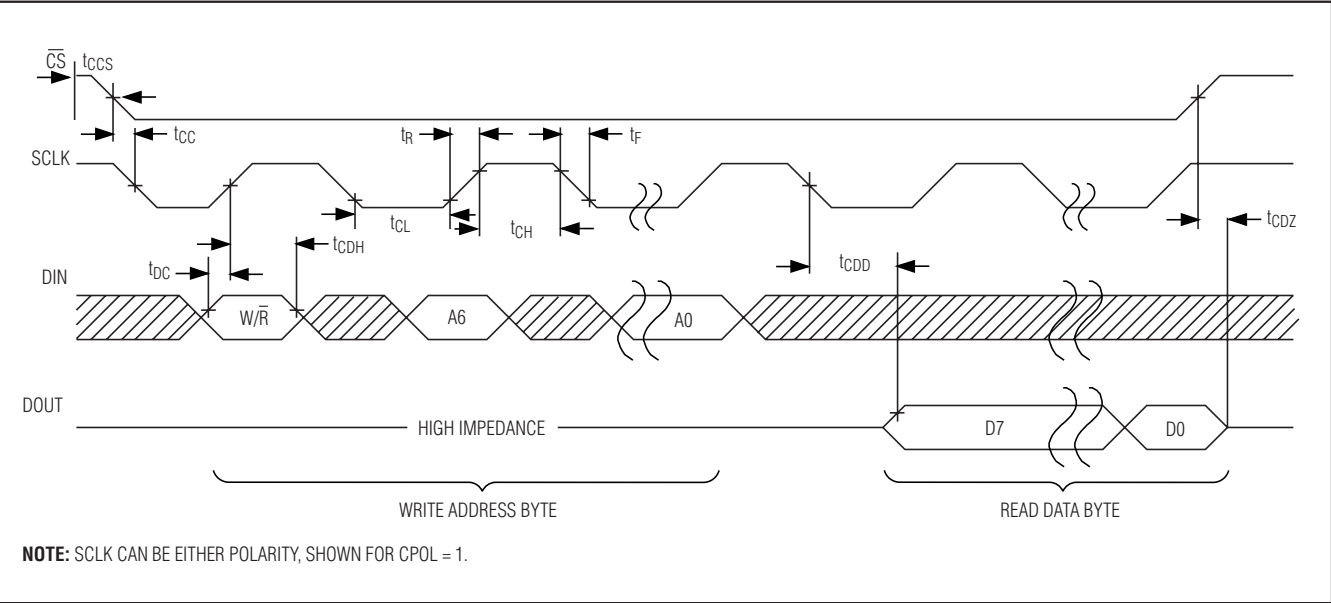 C̅S̅ tCCS
tCC
tR
tF
SCLK
tCL
tCH
tCDZ
tCDH
tDC
tCDD
DIN
W/R̅
A6
A0
DOUT
HIGH IMPEDANCE
D7
D0
WRITE ADDRESS BYTE
READ DATA BYTE
NOTE: SCLK CAN BE EITHER POLARITY, SHOWN FOR CPOL = 1.